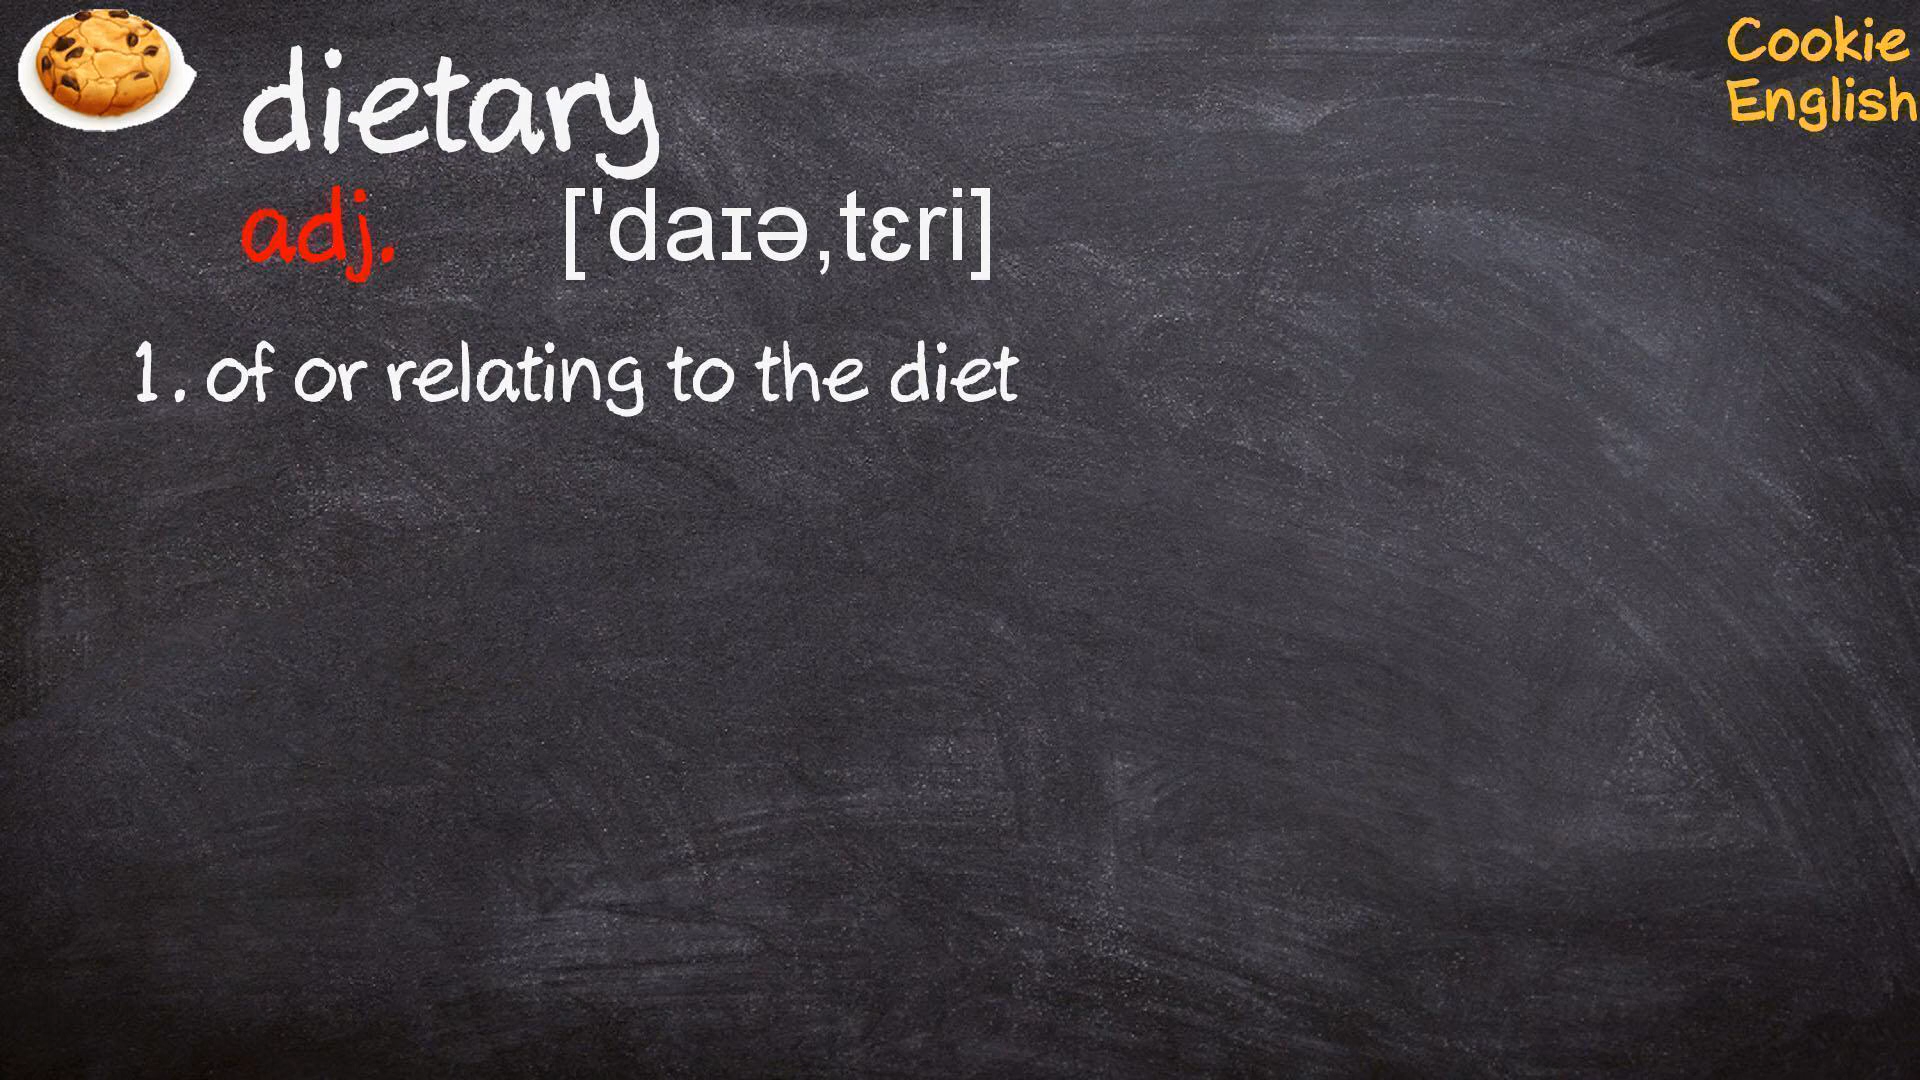 dietary
Cookie
English
adj. ['daɪə,tɛri]
1. of or relating to the diet